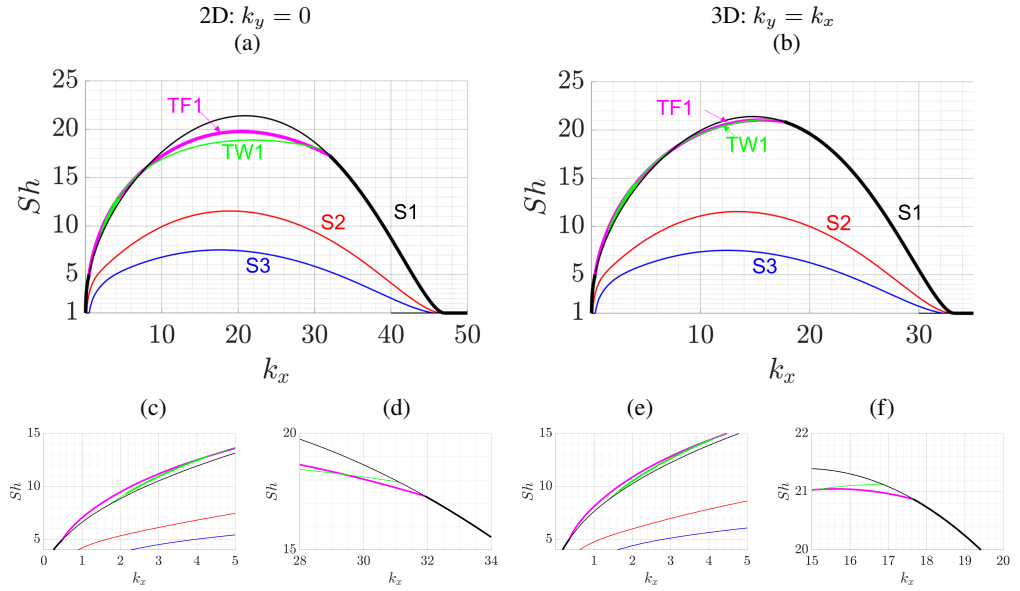 2D: k_y = 0
3D: k_y = k_x
(a)
(b)
25
20
15
10
5
1
Sh
TF1
TW1
S1
S2
S3
10
20
30
40
50
k_x
25
20
15
10
5
1
Sh
TF1
TW1
S1
S2
S3
10
20
30
k_x
(c)
(d)
(e)
(f)
15
10
5
Sh
0
1
2
3
4
5
k_x
20
15
Sh
28
30
32
34
k_x
15
10
5
Sh
1
2
3
4
5
k_x
22
21
20
Sh
15
16
17
18
19
20
k_x